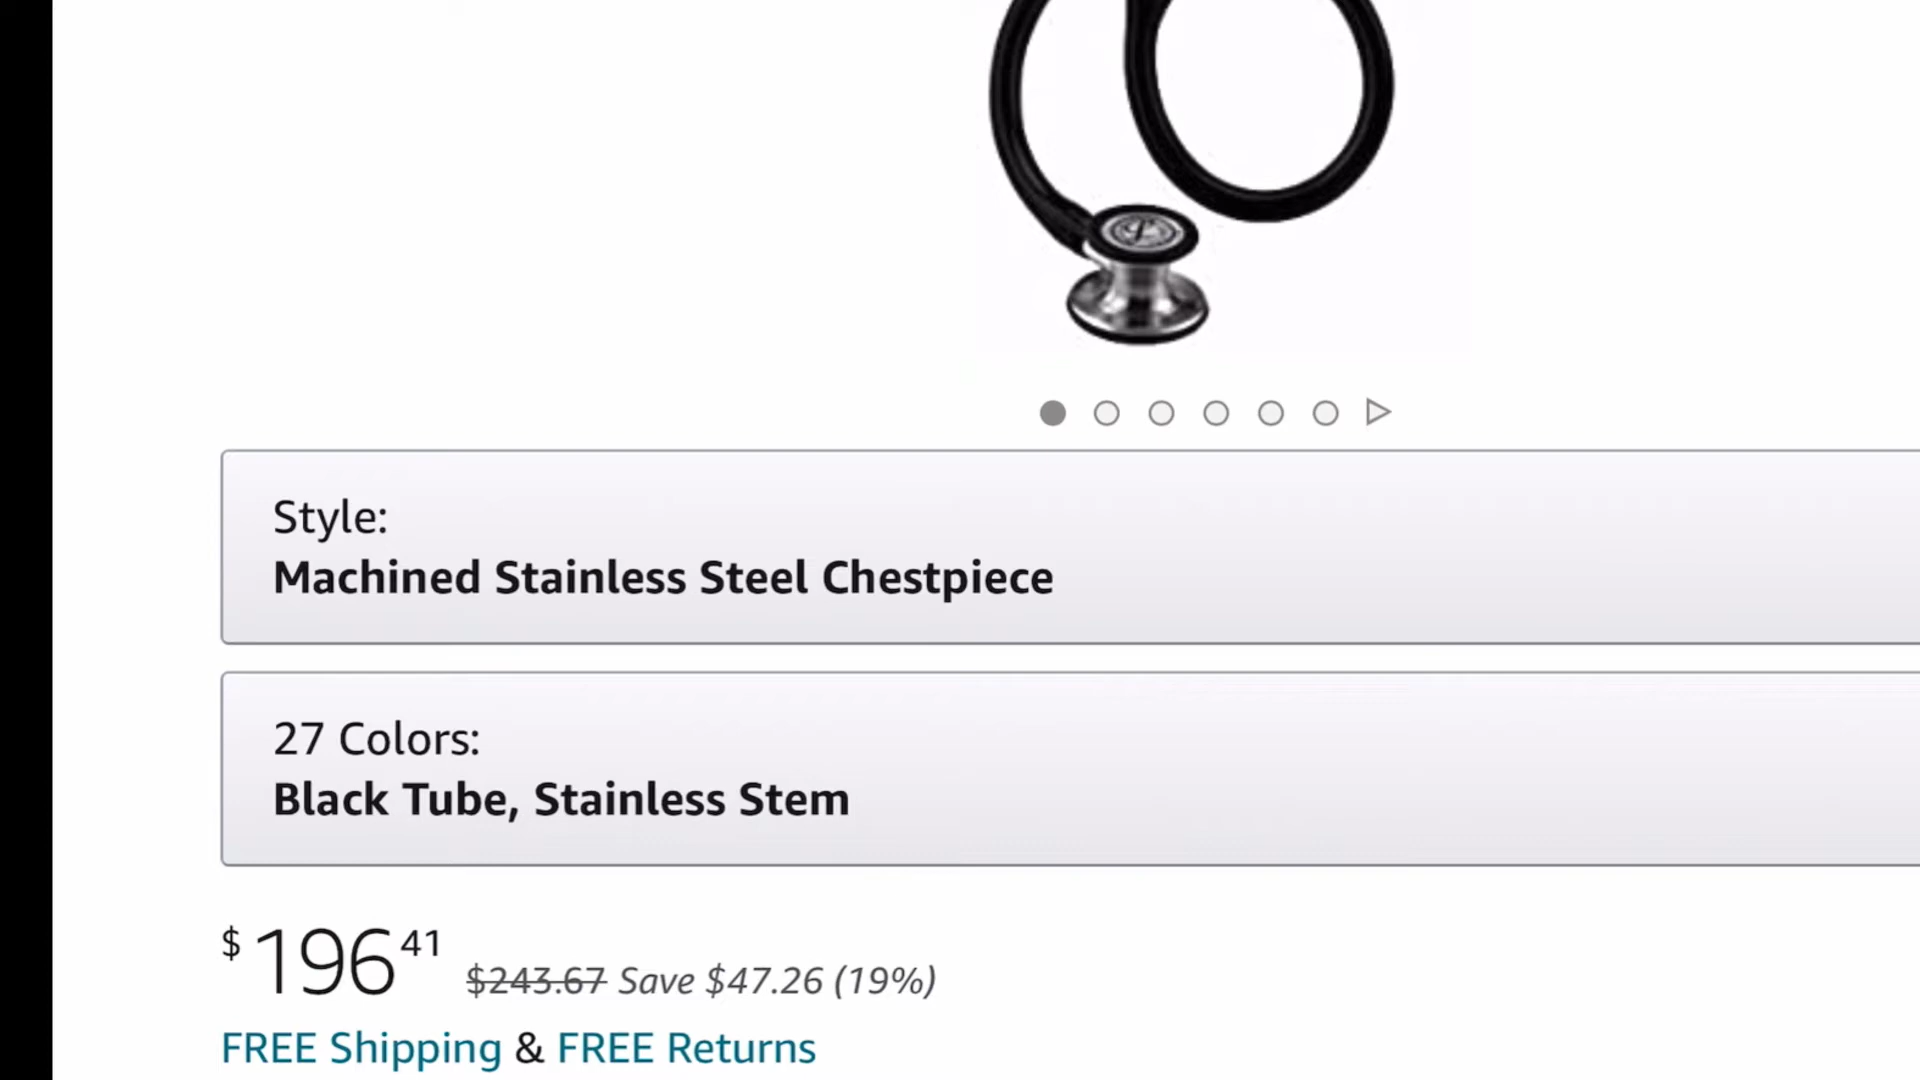 Style:
Machined Stainless Steel Chestpiece
27 Colors:
Black Tube, Stainless Stem
$196.41 $243.67 Save $47.26 (19%)
FREE Shipping & FREE Returns